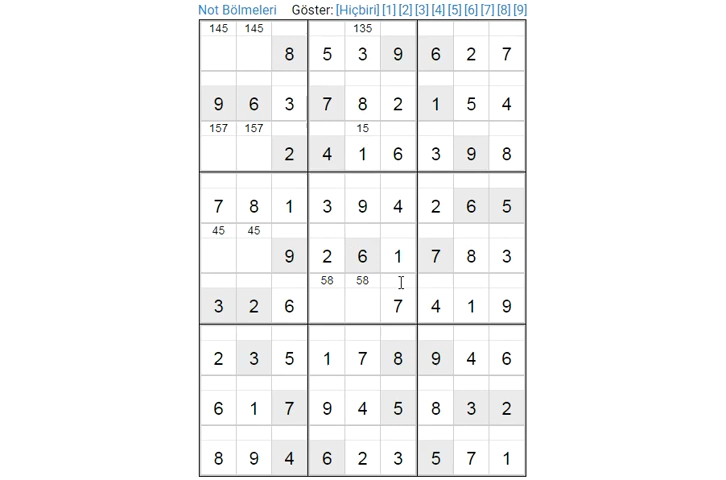 Not Bölmeleri Göster: [Hiçbiri] [1] [2] [3] [4] [5] [6] [7] [8] [9]
145 145 135
8 5 3 9 6 2 7
9 6 3 7 8 2 1 5 4
157 157 15
2 4 1 6 3 9 8
7 8 1 3 9 4 2 6 5
45 45
9 2 6 1 7 8 3
58 58
3 2 6 7 4 1 9
2 3 5 1 7 8 9 4 6
6 1 7 9 4 5 8 3 2
8 9 4 6 2 3 5 7 1